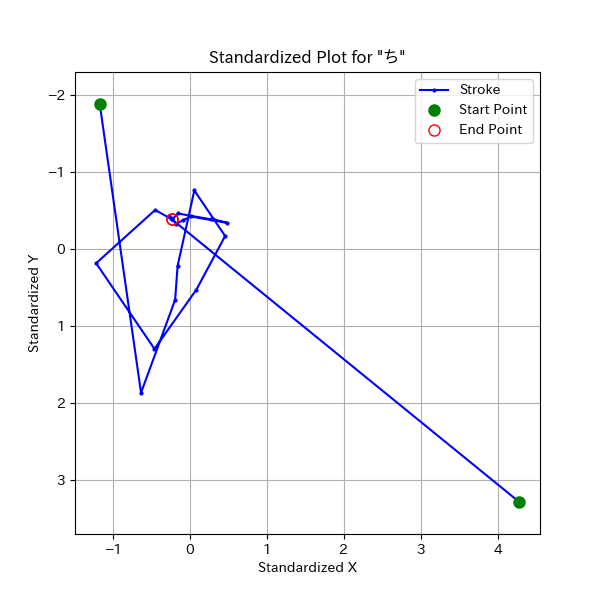 Standardized Plot for "ち"
Stroke
Start Point
End Point
−2
−1
0
1
2
3
Standardized Y
−1 0 1 2 3 4
Standardized X